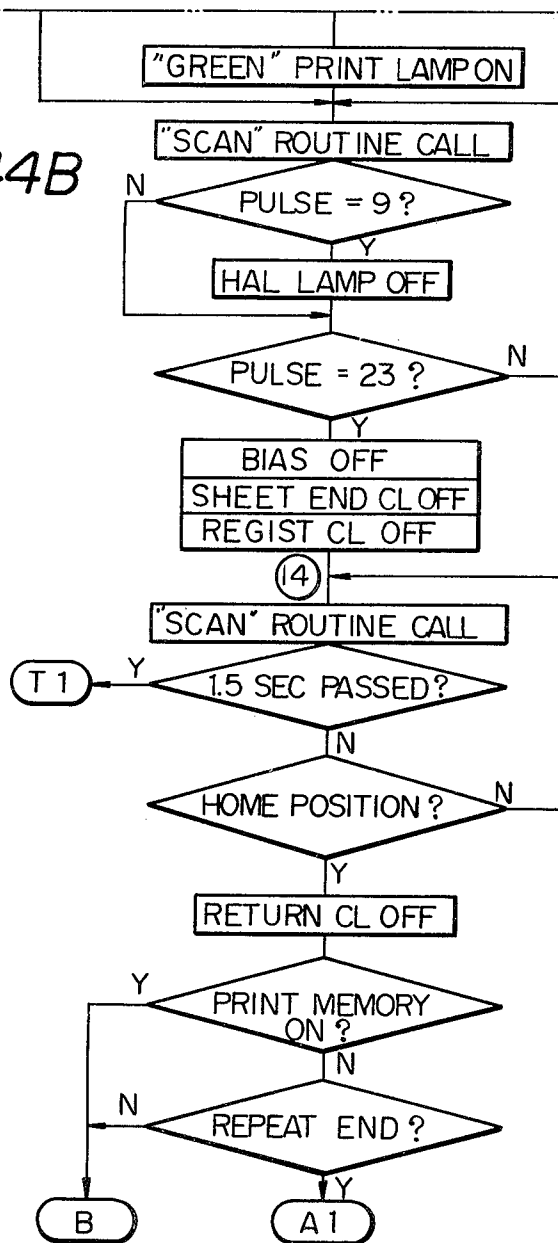 "GREEN" PRINT LAMP ON
"SCAN" ROUTINE CALL
4B
N
PULSE = 9 ?
Y
HAL LAMP OFF
N
PULSE = 23 ?
Y
BIAS OFF
SHEET END CL OFF
REGIST CL OFF
14
"SCAN" ROUTINE CALL
T 1
Y
1.5 SEC PASSED?
N
HOME POSITION ?
N
Y
RETURN CL OFF
Y
PRINT MEMORY
ON ?
N
N
REPEAT END ?
Y
B
A 1